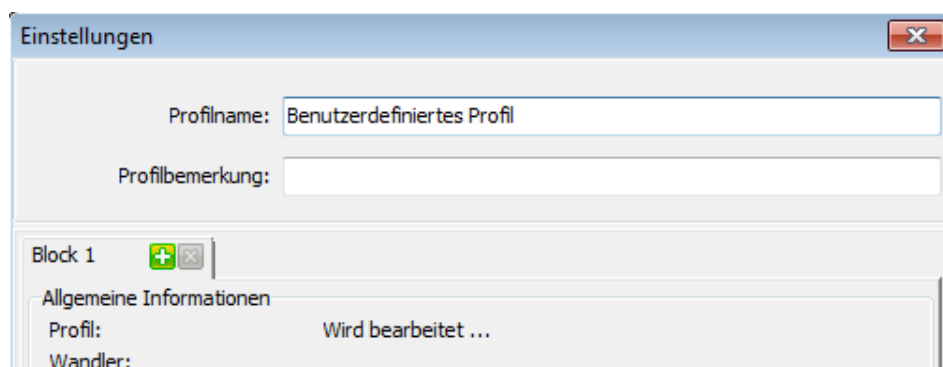 Einstellungen
Profilname: Benutzerdefiniertes Profil
Profilbemerkung:
Block 1
Allgemeine Informationen
Profil: Wird bearbeitet ...
Wandler: